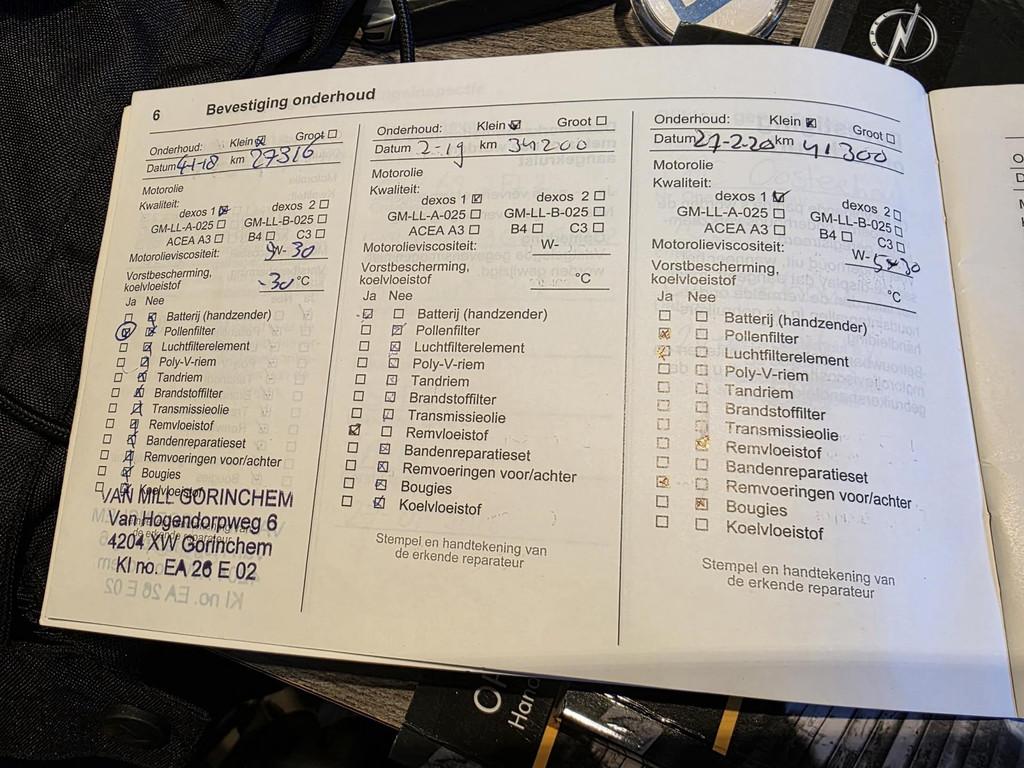 6 Bevestiging onderhoud
Onderhoud: Klein Groot
Datum 4-1-18 km 27316
Motorolie
Kwaliteit:
dexos 1 dexos 2
GM-LL-A-025 GM-LL-B-025
ACEA A3 B4 C3
Motorolieviscositeit: W-30
Vorstbescherming,
koelvloeistof -30 °C
Ja Nee
Batterij (handzender)
Pollenfilter
Luchtfilterelement
Poly-V-riem
Tandriem
Brandstoffilter
Transmissieolie
Remvloeistof
Bandenreparatieset
Remvoeringen voor/achter
Bougies
Koelvloeistof
VAN MILL GORINCHEM
Van Hogendorpweg 6
4204 XW Gorinchem
KI no. EA 26 E 02
Onderhoud: Klein Groot
Datum 2-19 km 34200
Motorolie
Kwaliteit:
dexos 1 dexos 2
GM-LL-A-025 GM-LL-B-025
ACEA A3 B4 C3
Motorolieviscositeit: W-
Vorstbescherming,
koelvloeistof °C
Ja Nee
Batterij (handzender)
Pollenfilter
Luchtfilterelement
Poly-V-riem
Tandriem
Brandstoffilter
Transmissieolie
Remvloeistof
Bandenreparatieset
Remvoeringen voor/achter
Bougies
Koelvloeistof
Stempel en handtekening van
de erkende reparateur
Onderhoud: Klein Groot
Datum 27-2-20 km 41300
Motorolie
Kwaliteit:
dexos 1 dexos 2
GM-LL-A-025 GM-LL-B-025
ACEA A3 B4 C3
Motorolieviscositeit: W-
Vorstbescherming,
koelvloeistof °C
Ja Nee
Batterij (handzender)
Pollenfilter
Luchtfilterelement
Poly-V-riem
Tandriem
Brandstoffilter
Transmissieolie
Remvloeistof
Bandenreparatieset
Remvoeringen voor/achter
Bougies
Koelvloeistof
Stempel en handtekening van
de erkende reparateur